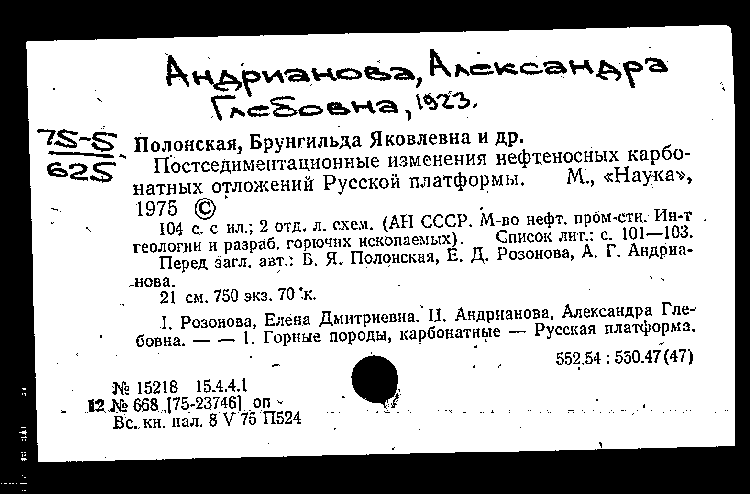 Андрианова, Александра
Глебовна, 1923.
75-5
625
Полонская, Брунгильда Яковлевна и др.
Постседиментационные изменения нефтеносных карбо-
натных отложений Русской платформы. М., «Наука»,
1975 ©
104 с. с ил.; 2 отд. л. схем. (АН СССР. М-во нефт. пром-сти. Ин-т
геологии и разраб. горючих ископаемых). Список лит.: с. 101—103.
Перед загл. авт.: Б. Я. Полонская, Е. Д. Розонова, А. Г. Андриа-
нова.
21 см. 750 экз. 70 к.
I. Розонова, Елена Дмитриевна. II. Андрианова, Александра Гле-
бовна. — — 1. Горные породы, карбонатные — Русская платформа.
552.54 : 550.47(47)
№ 15218 15.4.4.1
12 № 668 [75-23746] оп
Вс. кн. пал. 8 V 75 П524